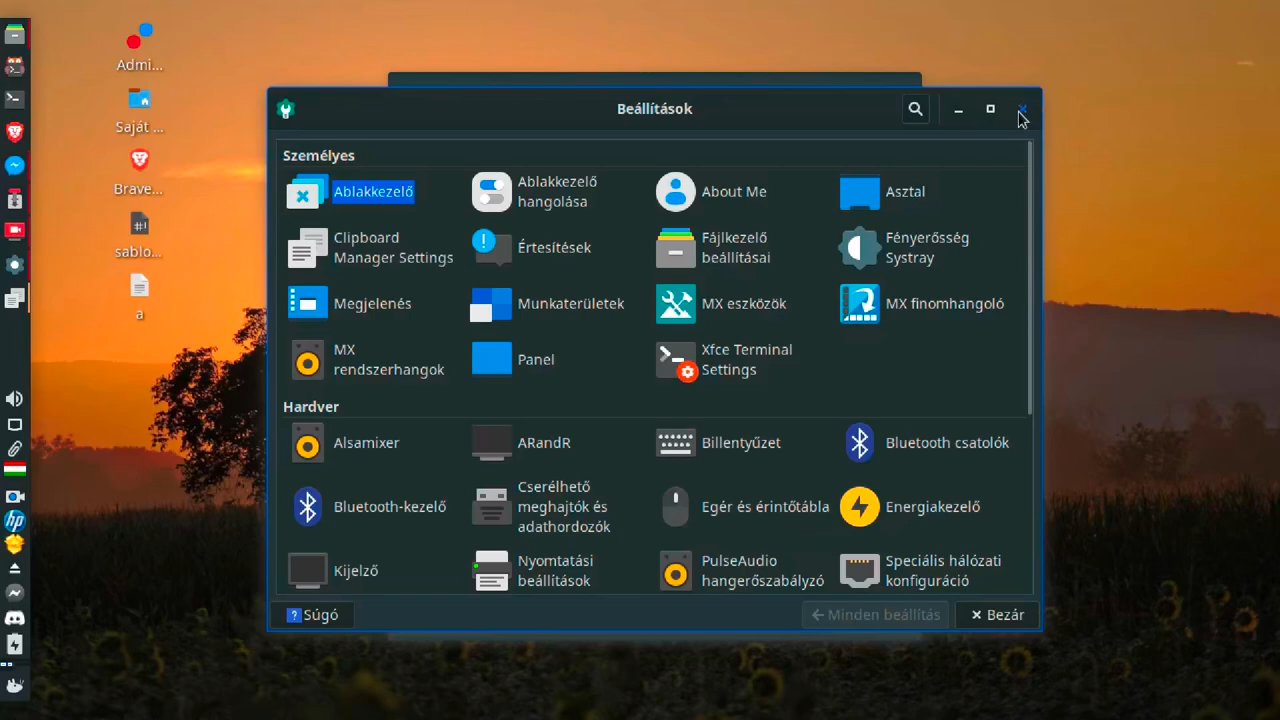 Admi...
Saját ...
Brave...
#!
sablo...
a
hp
Beállítások
Személyes
Ablakkezelő
Ablakkezelő
hangolása
About Me
Asztal
Clipboard
Manager Settings
Értesítések
Fájlkezelő
beállításai
Fényerősség
Systray
Megjelenés
Munkaterületek
MX eszközök
MX finomhangoló
MX
rendszerhangok
Panel
Xfce Terminal
Settings
Hardver
Alsamixer
ARandR
Billentyűzet
Bluetooth csatolók
Bluetooth-kezelő
Cserélhető
meghajtók és
adathordozók
Egér és érintőtábla
Energiakezelő
Kijelző
Nyomtatási
beállítások
PulseAudio
hangerőszabályzó
Speciális hálózati
konfiguráció
? Súgó
Minden beállítás
Bezár